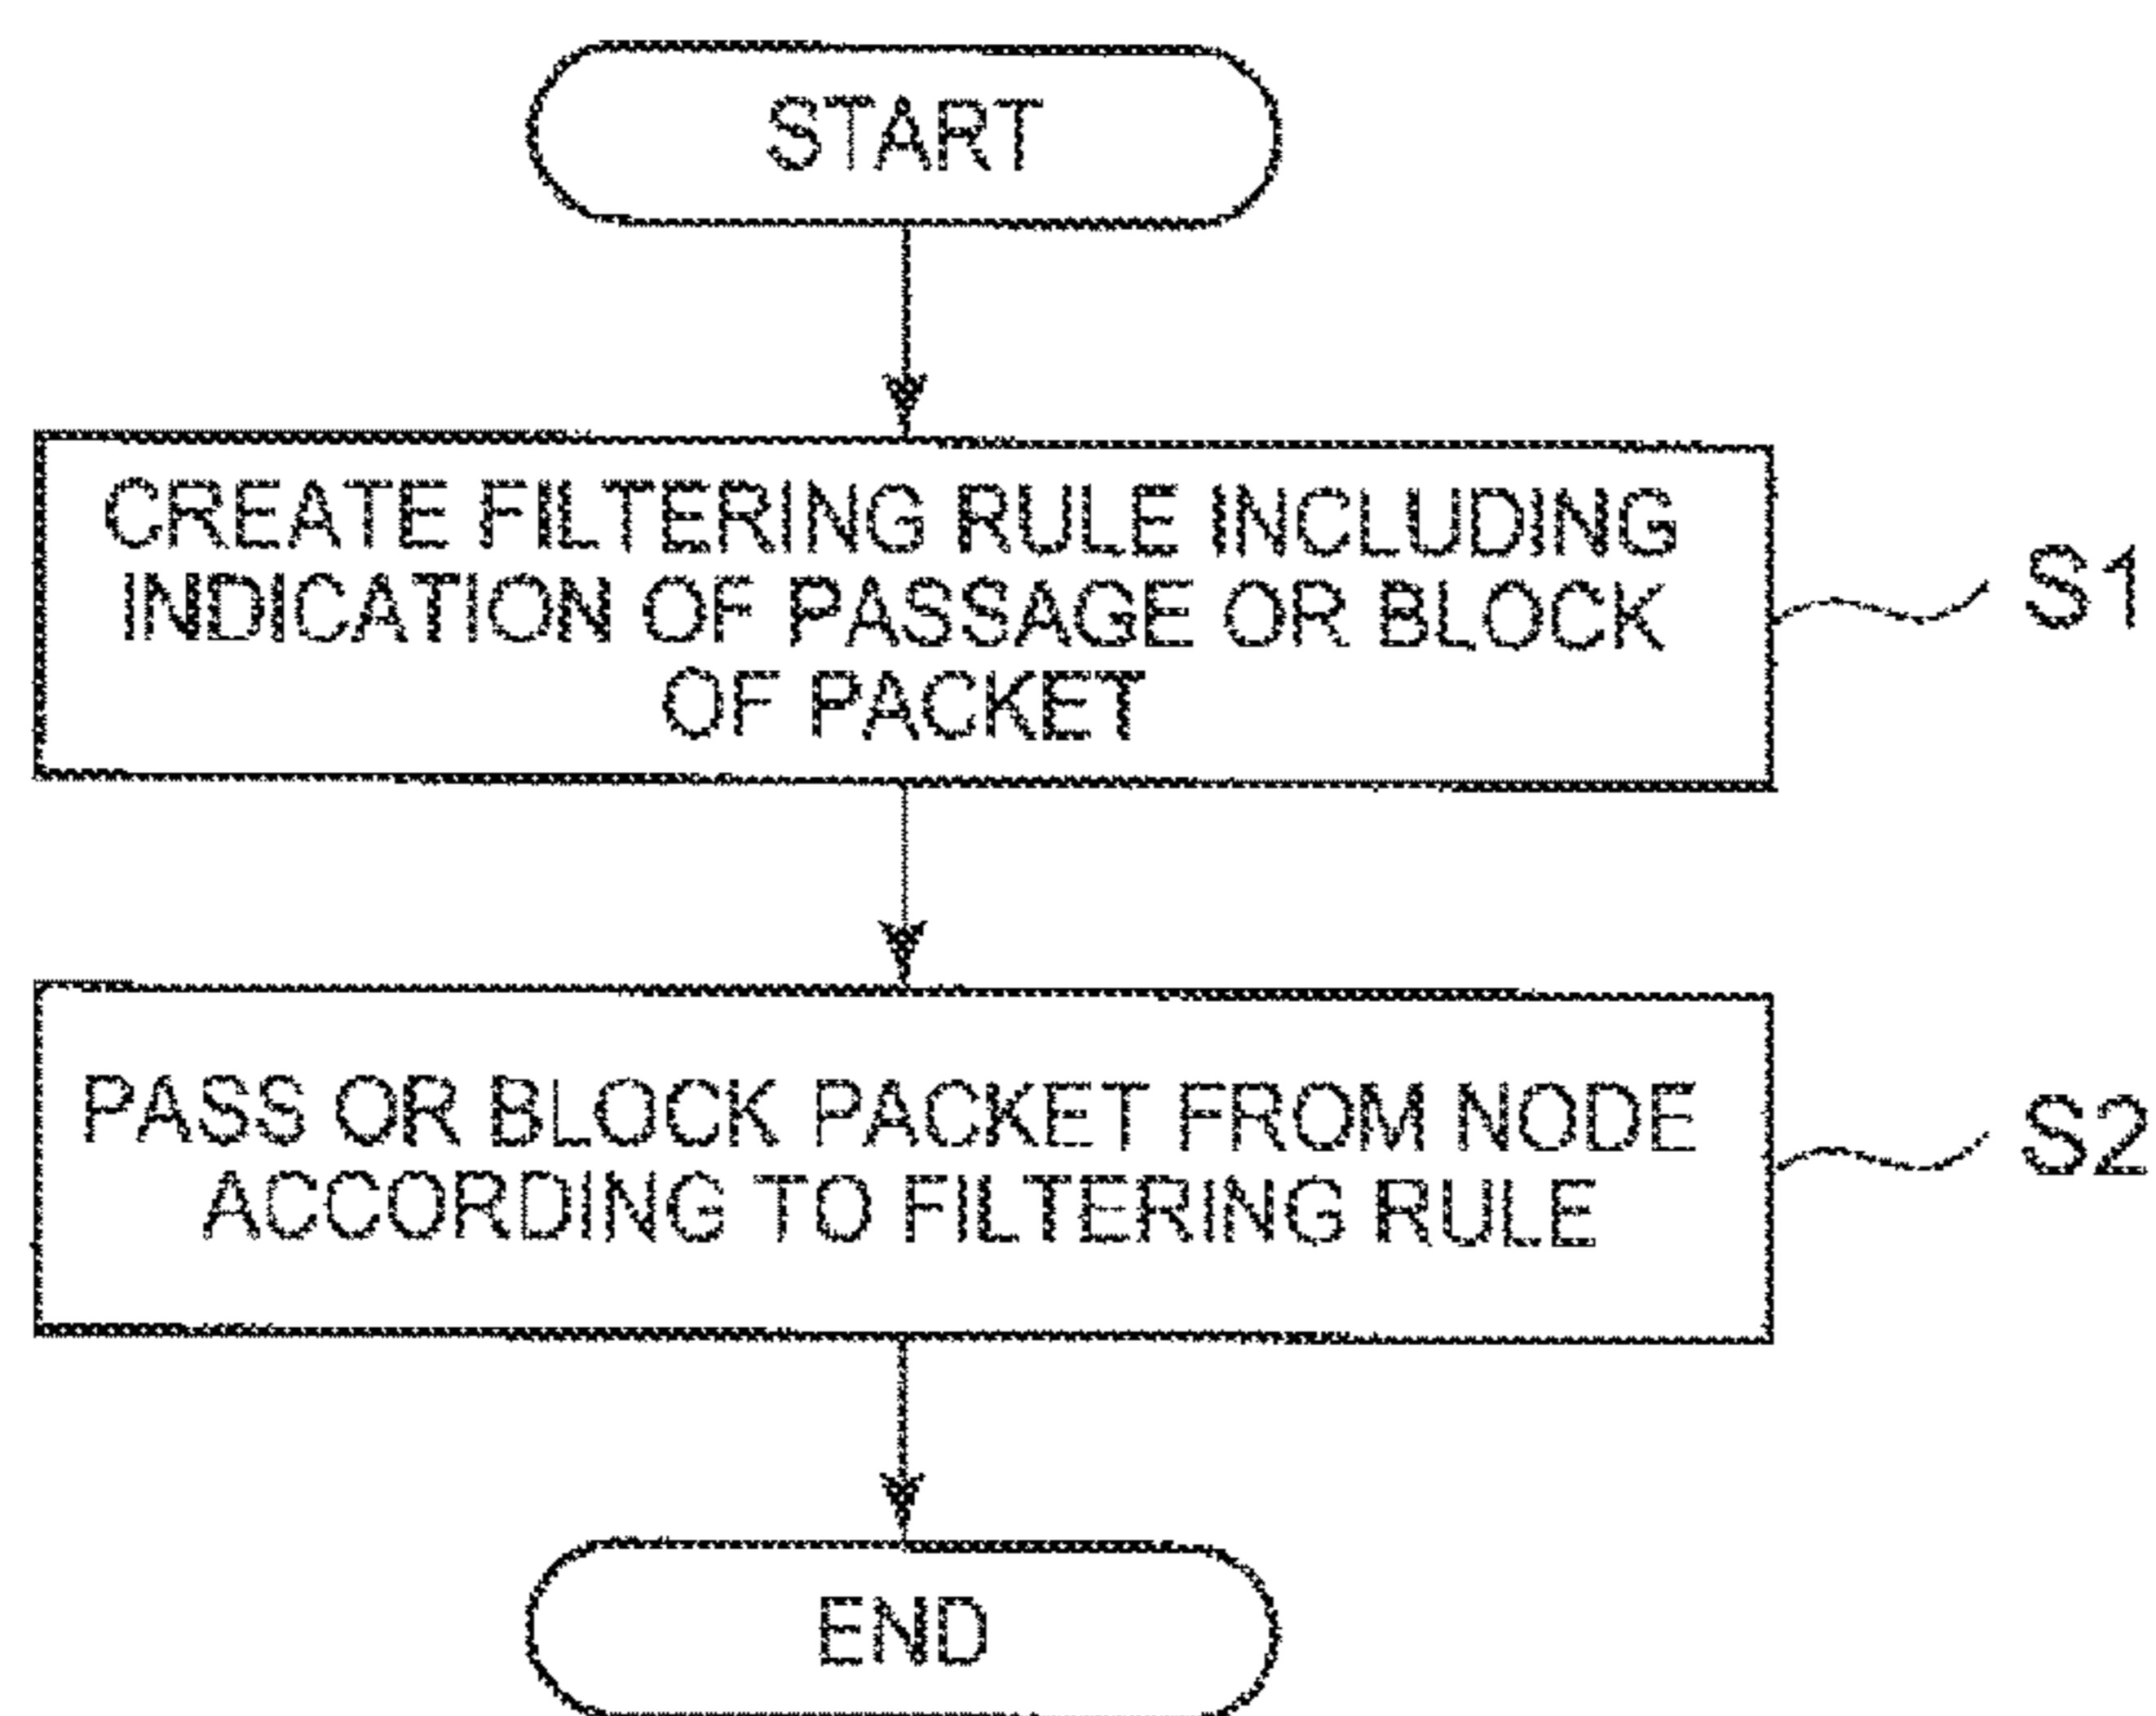 START
CREATE FILTERING RULE INCLUDING
INDICATION OF PASSAGE OR BLOCK
OF PACKET
S1
PASS OR BLOCK PACKET FROM NODE
ACCORDING TO FILTERING RULE
S2
END